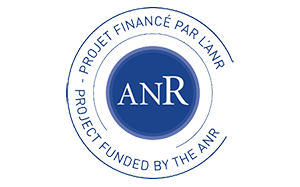 - PROJET FINANCÉ PAR L'ANR
ANR
- PROJECT FUNDED BY THE ANR